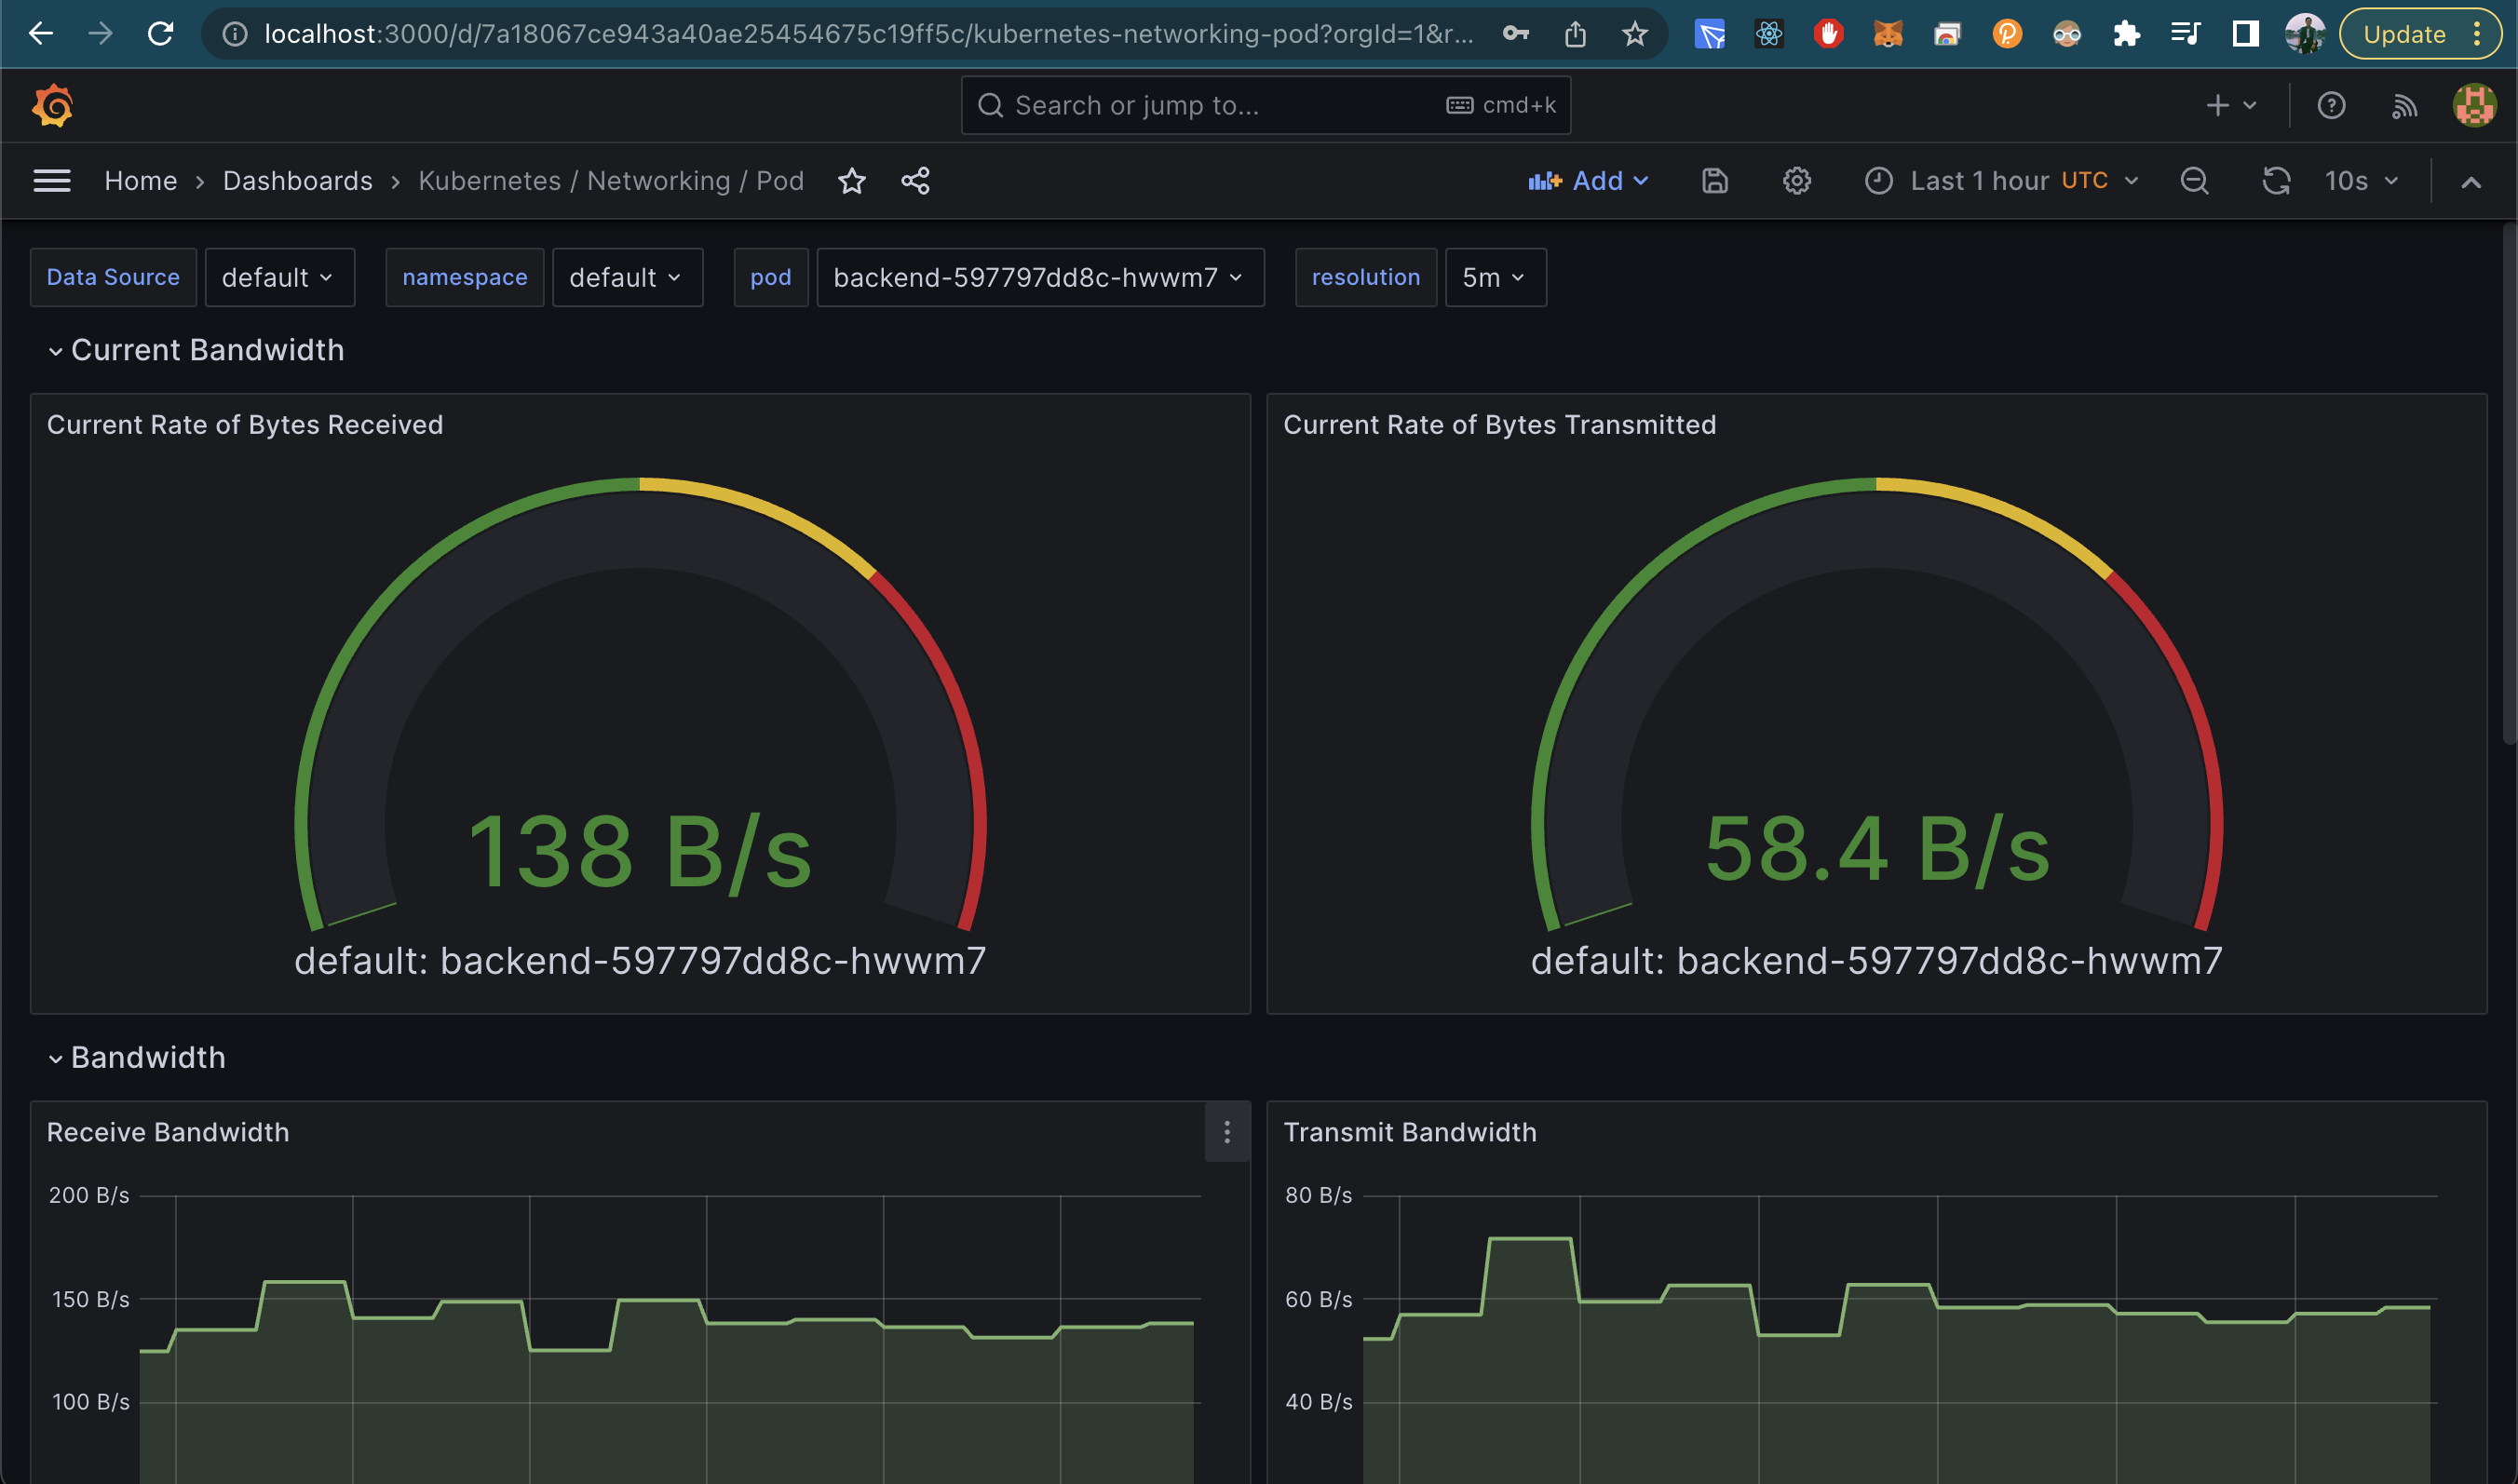 localhost:3000/d/7a18067ce943a40ae25454675c19ff5c/kubernetes-networking-pod?orgId=1&r...
Update
Search or jump to...
cmd+k
Home › Dashboards › Kubernetes / Networking / Pod
Add
Last 1 hour UTC
10s
Data Source default namespace default pod backend-597797dd8c-hwwm7 resolution 5m
Current Bandwidth
Current Rate of Bytes Received
138 B/s
default: backend-597797dd8c-hwwm7
Current Rate of Bytes Transmitted
58.4 B/s
default: backend-597797dd8c-hwwm7
Bandwidth
Receive Bandwidth
200 B/s
150 B/s
100 B/s
Transmit Bandwidth
80 B/s
60 B/s
40 B/s